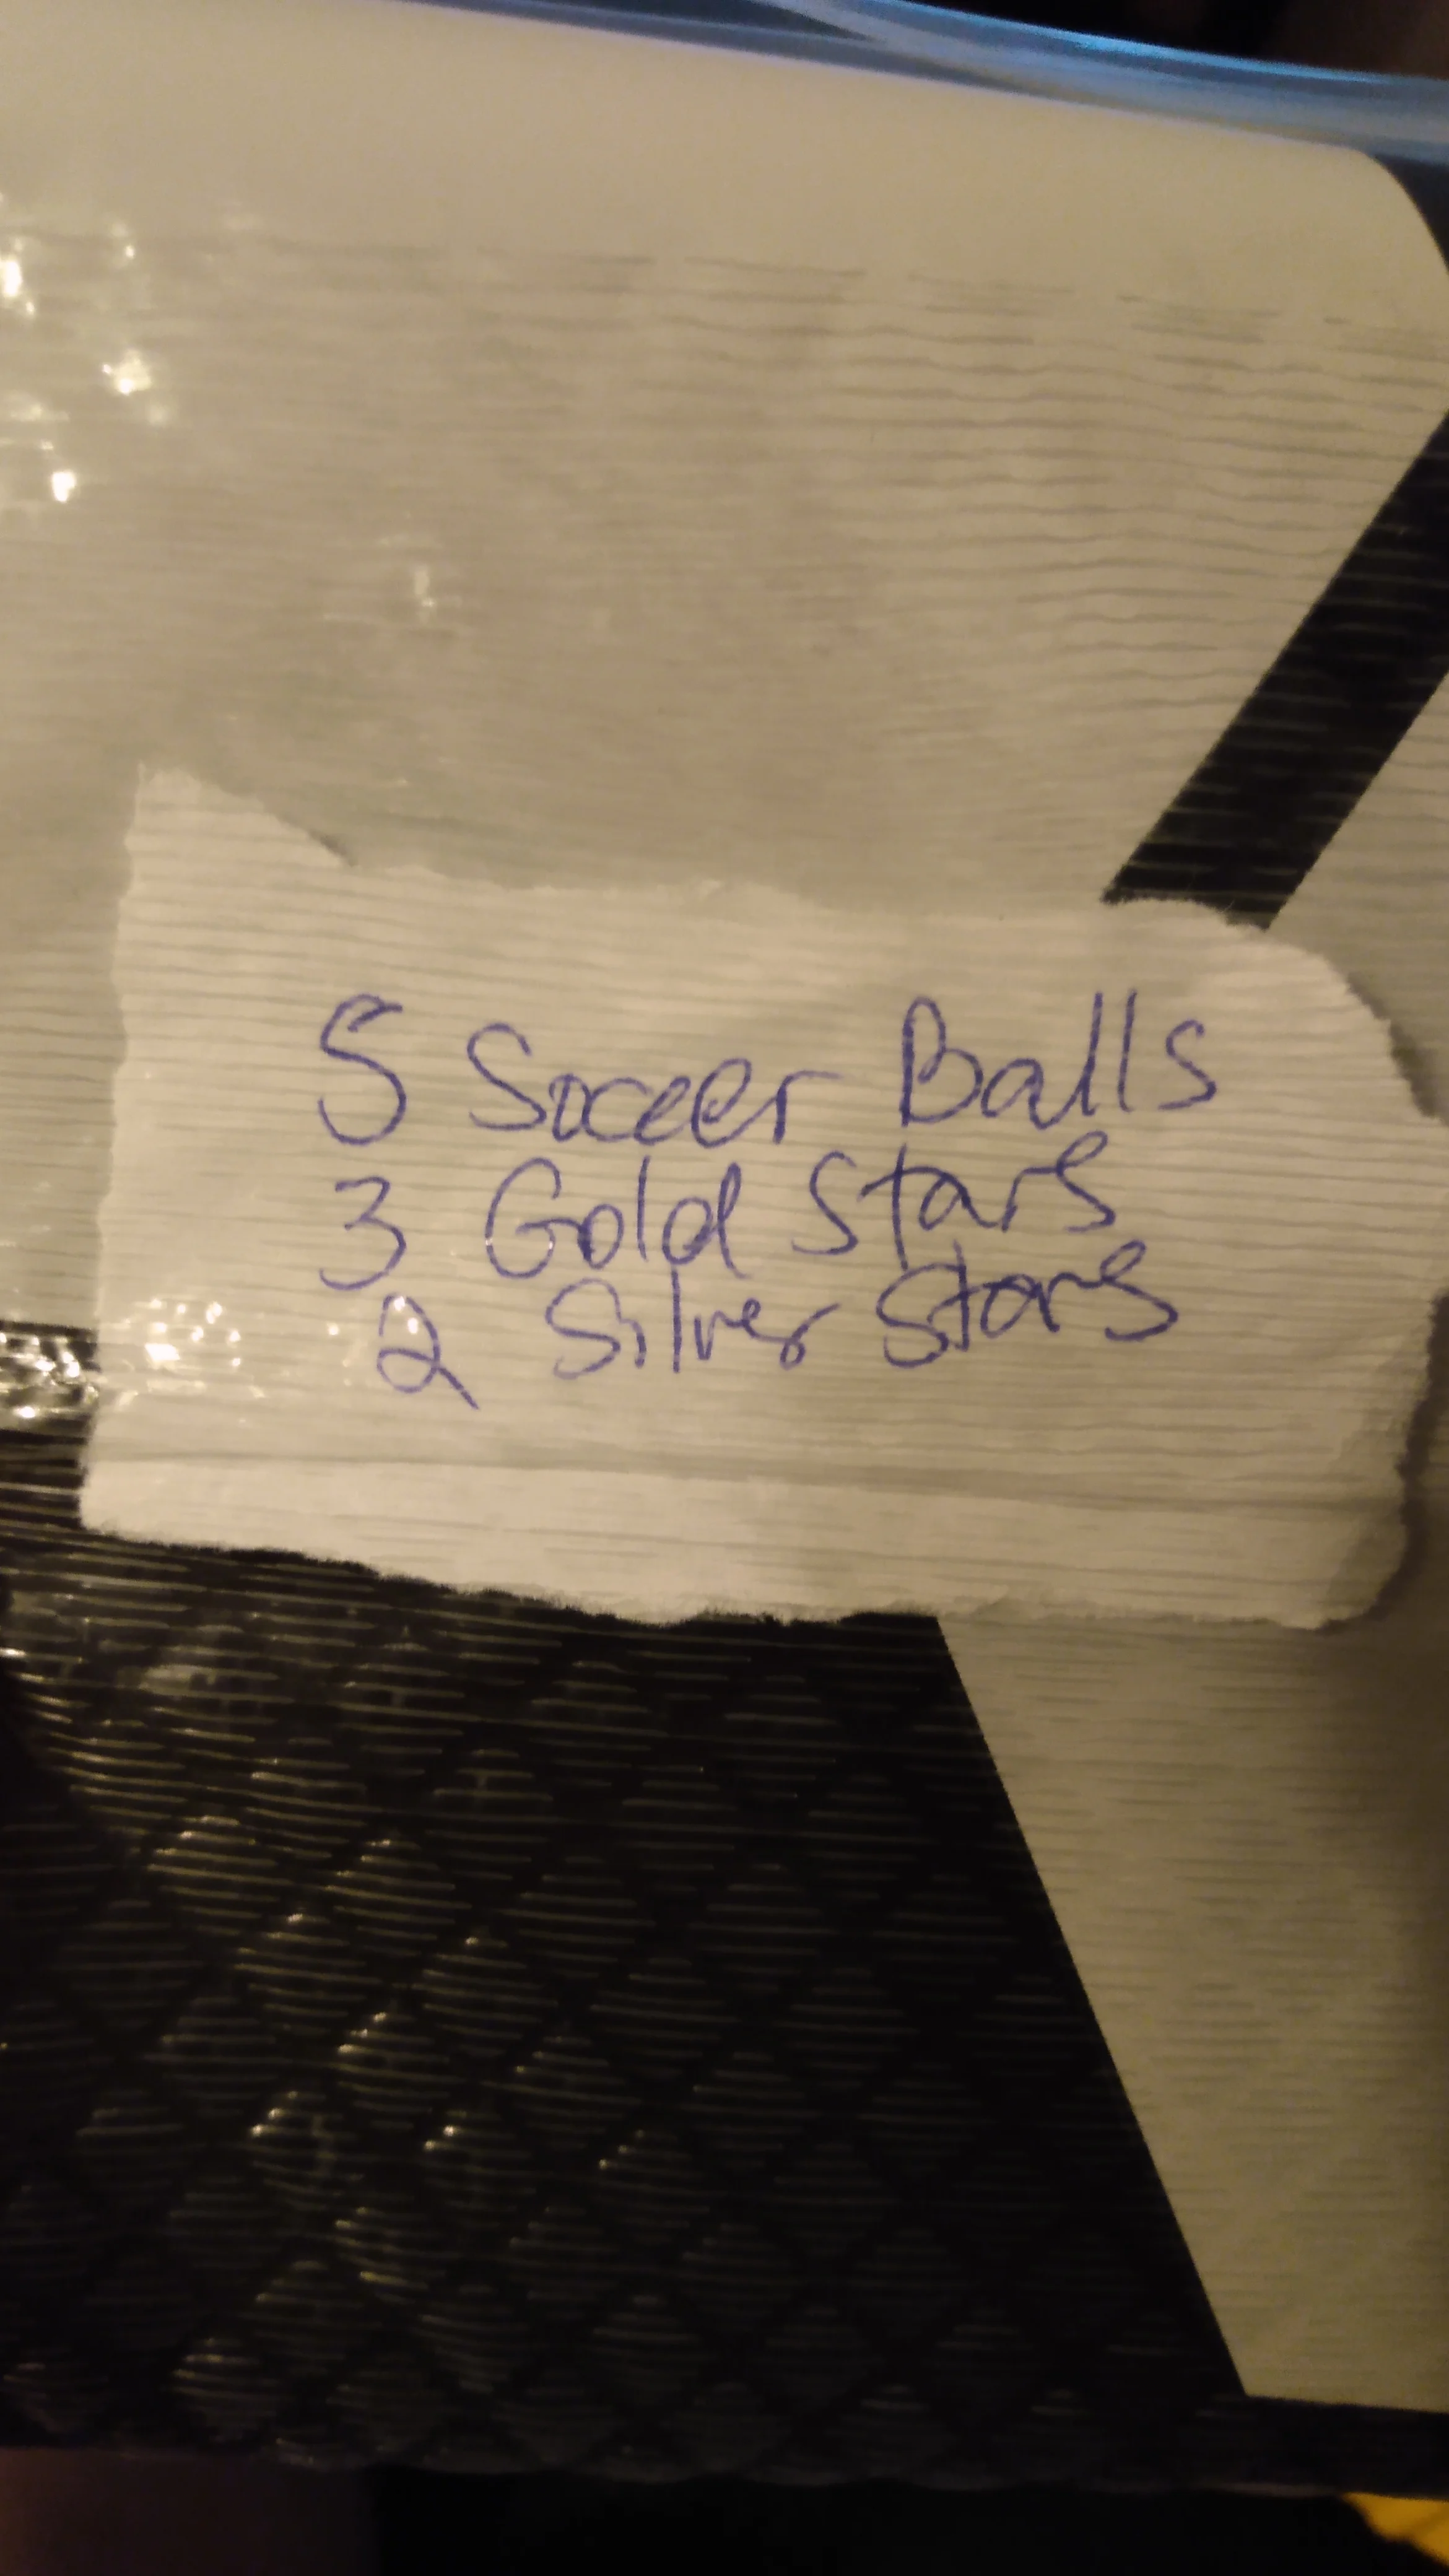 5 Soccer Balls
3 Gold Stars
2 Silver Stars